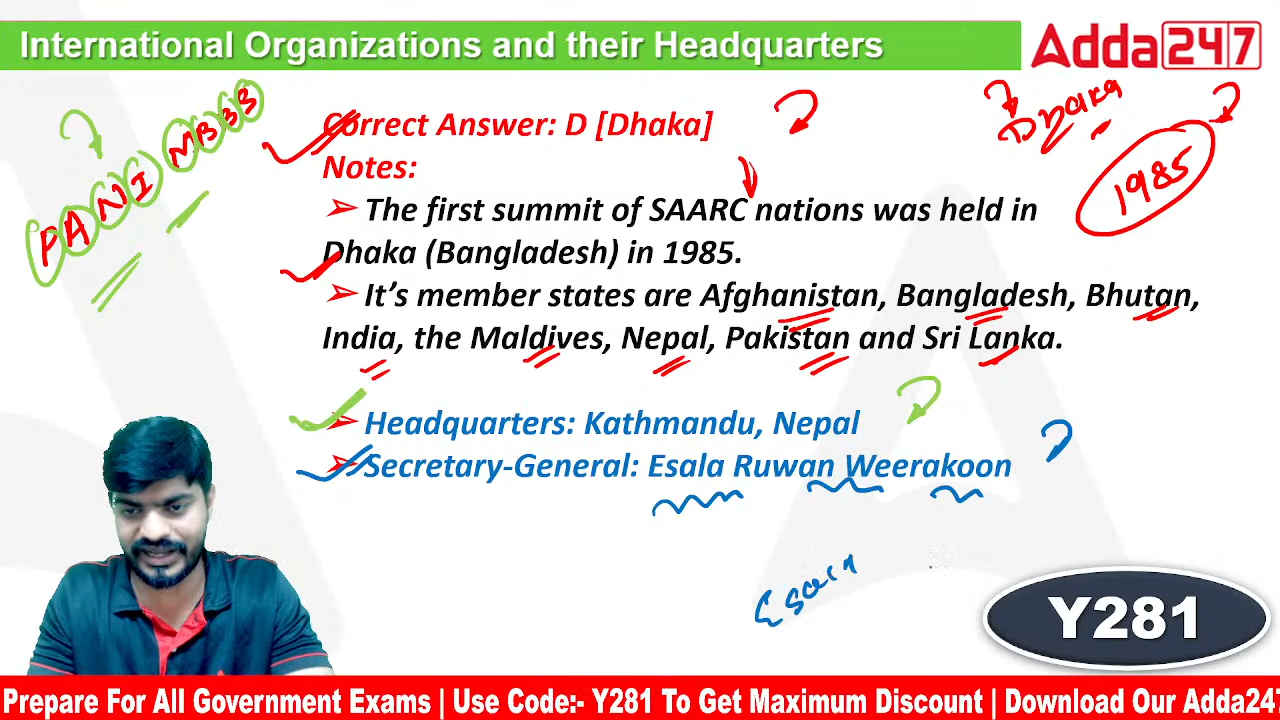 International Organizations and their Headquarters
Adda247
PANI MBBS
Dhaka
1985
Correct Answer: D [Dhaka]
Notes:
➢ The first summit of SAARC nations was held in
Dhaka (Bangladesh) in 1985.
➢ It's member states are Afghanistan, Bangladesh, Bhutan,
India, the Maldives, Nepal, Pakistan and Sri Lanka.
➢ Headquarters: Kathmandu, Nepal
➢ Secretary-General: Esala Ruwan Weerakoon
Esala
Y281
Prepare For All Government Exams | Use Code:- Y281 To Get Maximum Discount | Download Our Adda247